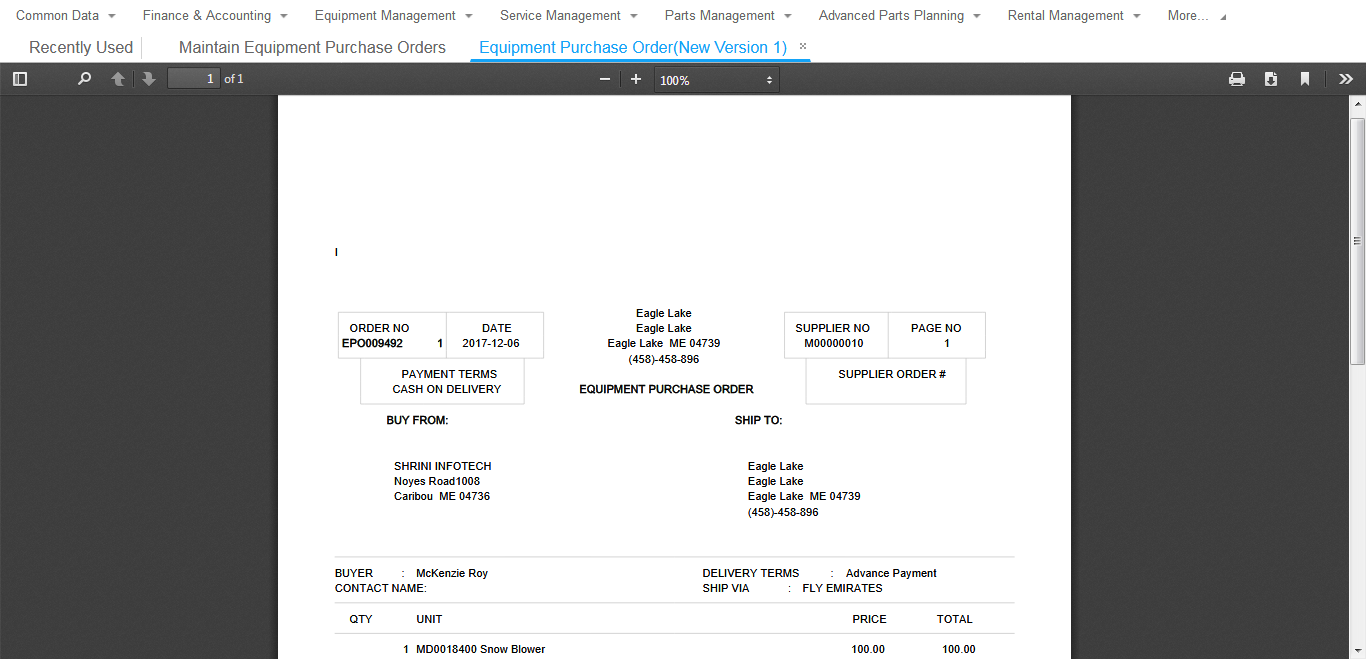 Common Data Finance & Accounting Equipment Management Service Management Parts Management Advanced Parts Planning Rental Management More...
Recently Used Maintain Equipment Purchase Orders Equipment Purchase Order(New Version 1) ×
1 of 1 100%
I
Eagle Lake
ORDER NO DATE Eagle Lake SUPPLIER NO PAGE NO
EPO009492 1 2017-12-06 Eagle Lake ME 04739 M00000010 1
(458)-458-896
PAYMENT TERMS SUPPLIER ORDER #
CASH ON DELIVERY EQUIPMENT PURCHASE ORDER
BUY FROM: SHIP TO:
SHRINI INFOTECH Eagle Lake
Noyes Road1008 Eagle Lake
Caribou ME 04736 Eagle Lake ME 04739
(458)-458-896
BUYER : McKenzie Roy DELIVERY TERMS : Advance Payment
CONTACT NAME: SHIP VIA : FLY EMIRATES
QTY UNIT PRICE TOTAL
1 MD0018400 Snow Blower 100.00 100.00